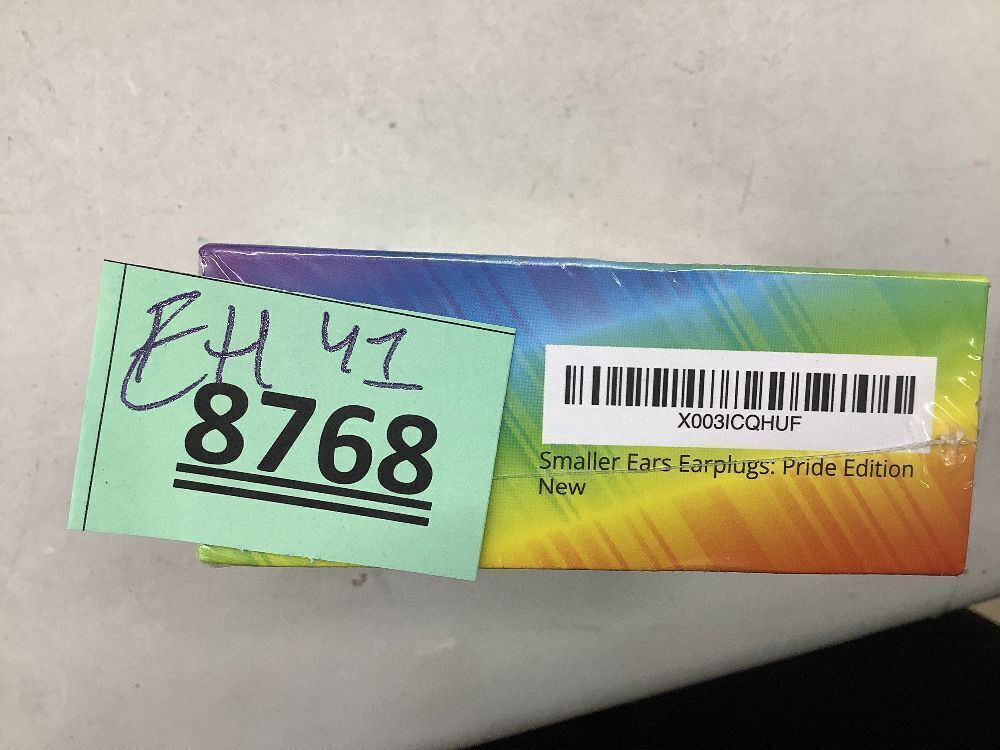 EH 41
8768
X003ICQHUF
Smaller Ears Earplugs: Pride Edition
New